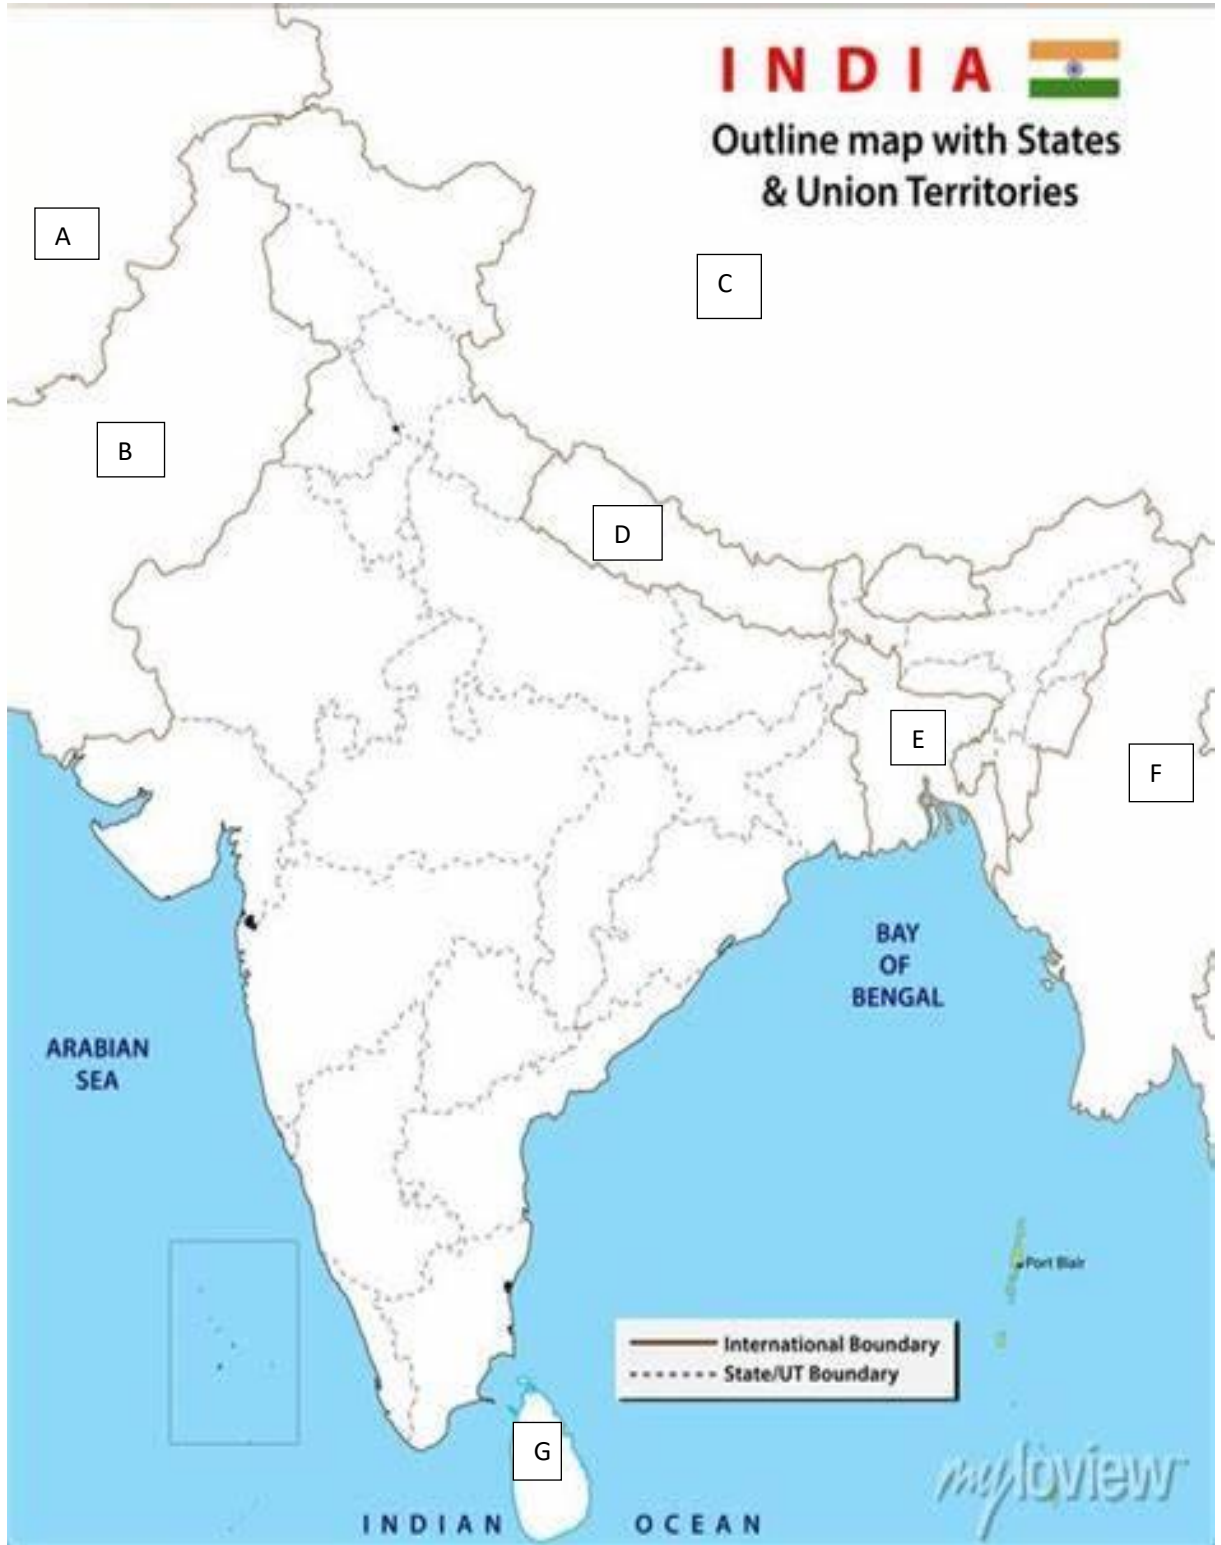 INDIA
Outline map with States
& Union Territories
A
C
B
D
E
F
BAY
OF
BENGAL
ARABIAN
SEA
Port Blair
International Boundary
State/UT Boundary
G
myloview
INDIAN OCEAN